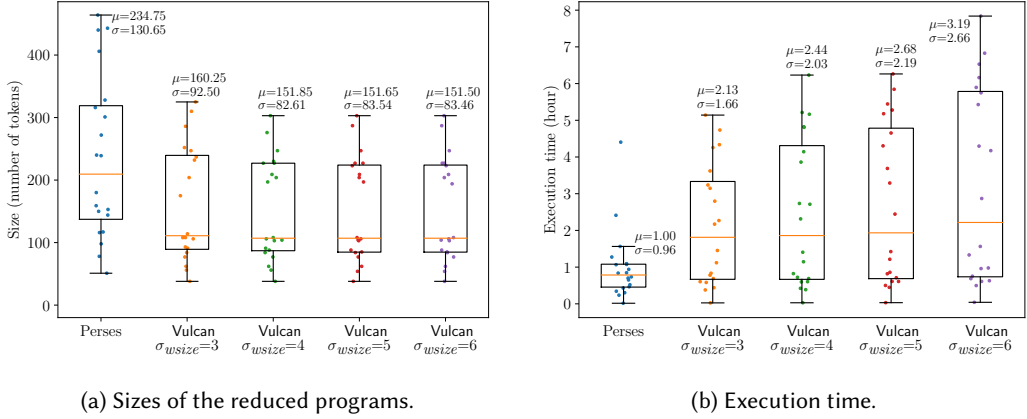 μ=234.75
σ=130.65
μ=160.25
σ=92.50
μ=151.85
σ=82.61
μ=151.65
σ=83.54
μ=151.50
σ=83.46
Size (number of tokens)
400
300
200
100
0
Perses
Vulcan
σwsize=3
Vulcan
σwsize=4
Vulcan
σwsize=5
Vulcan
σwsize=6
(a) Sizes of the reduced programs.
μ=1.00
σ=0.96
μ=2.13
σ=1.66
μ=2.44
σ=2.03
μ=2.68
σ=2.19
μ=3.19
σ=2.66
Execution time (hour)
8
7
6
5
4
3
2
1
0
Perses
Vulcan
σwsize=3
Vulcan
σwsize=4
Vulcan
σwsize=5
Vulcan
σwsize=6
(b) Execution time.